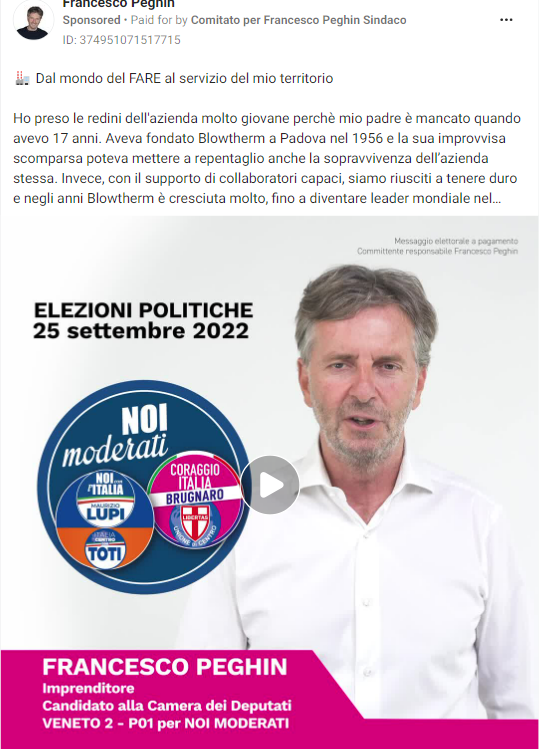 Francesco Peghin
Sponsored • Paid for by Comitato per Francesco Peghin Sindaco
ID: 374951071517715
Dal mondo del FARE al servizio del mio territorio
Ho preso le redini dell'azienda molto giovane perchè mio padre è mancato quando
avevo 17 anni. Aveva fondato Blowtherm a Padova nel 1956 e la sua improvvisa
scomparsa poteva mettere a repentaglio anche la sopravvivenza dell'azienda
stessa. Invece, con il supporto di collaboratori capaci, siamo riusciti a tenere duro
e negli anni Blowtherm è cresciuta molto, fino a diventare leader mondiale nel...
Messaggio elettorale a pagamento
Committente responsabile Francesco Peghin
ELEZIONI POLITICHE
25 settembre 2022
NOI
moderati
NOI
CON
l'ITALIA
MAURIZIO
LUPI
ITALIA
CENTRO
TOTI
CORAGGIO
ITALIA
BRUGNARO
LIBERTAS
UNIONE DI CENTRO
FRANCESCO PEGHIN
Imprenditore
Candidato alla Camera dei Deputati
VENETO 2 - P01 per NOI MODERATI